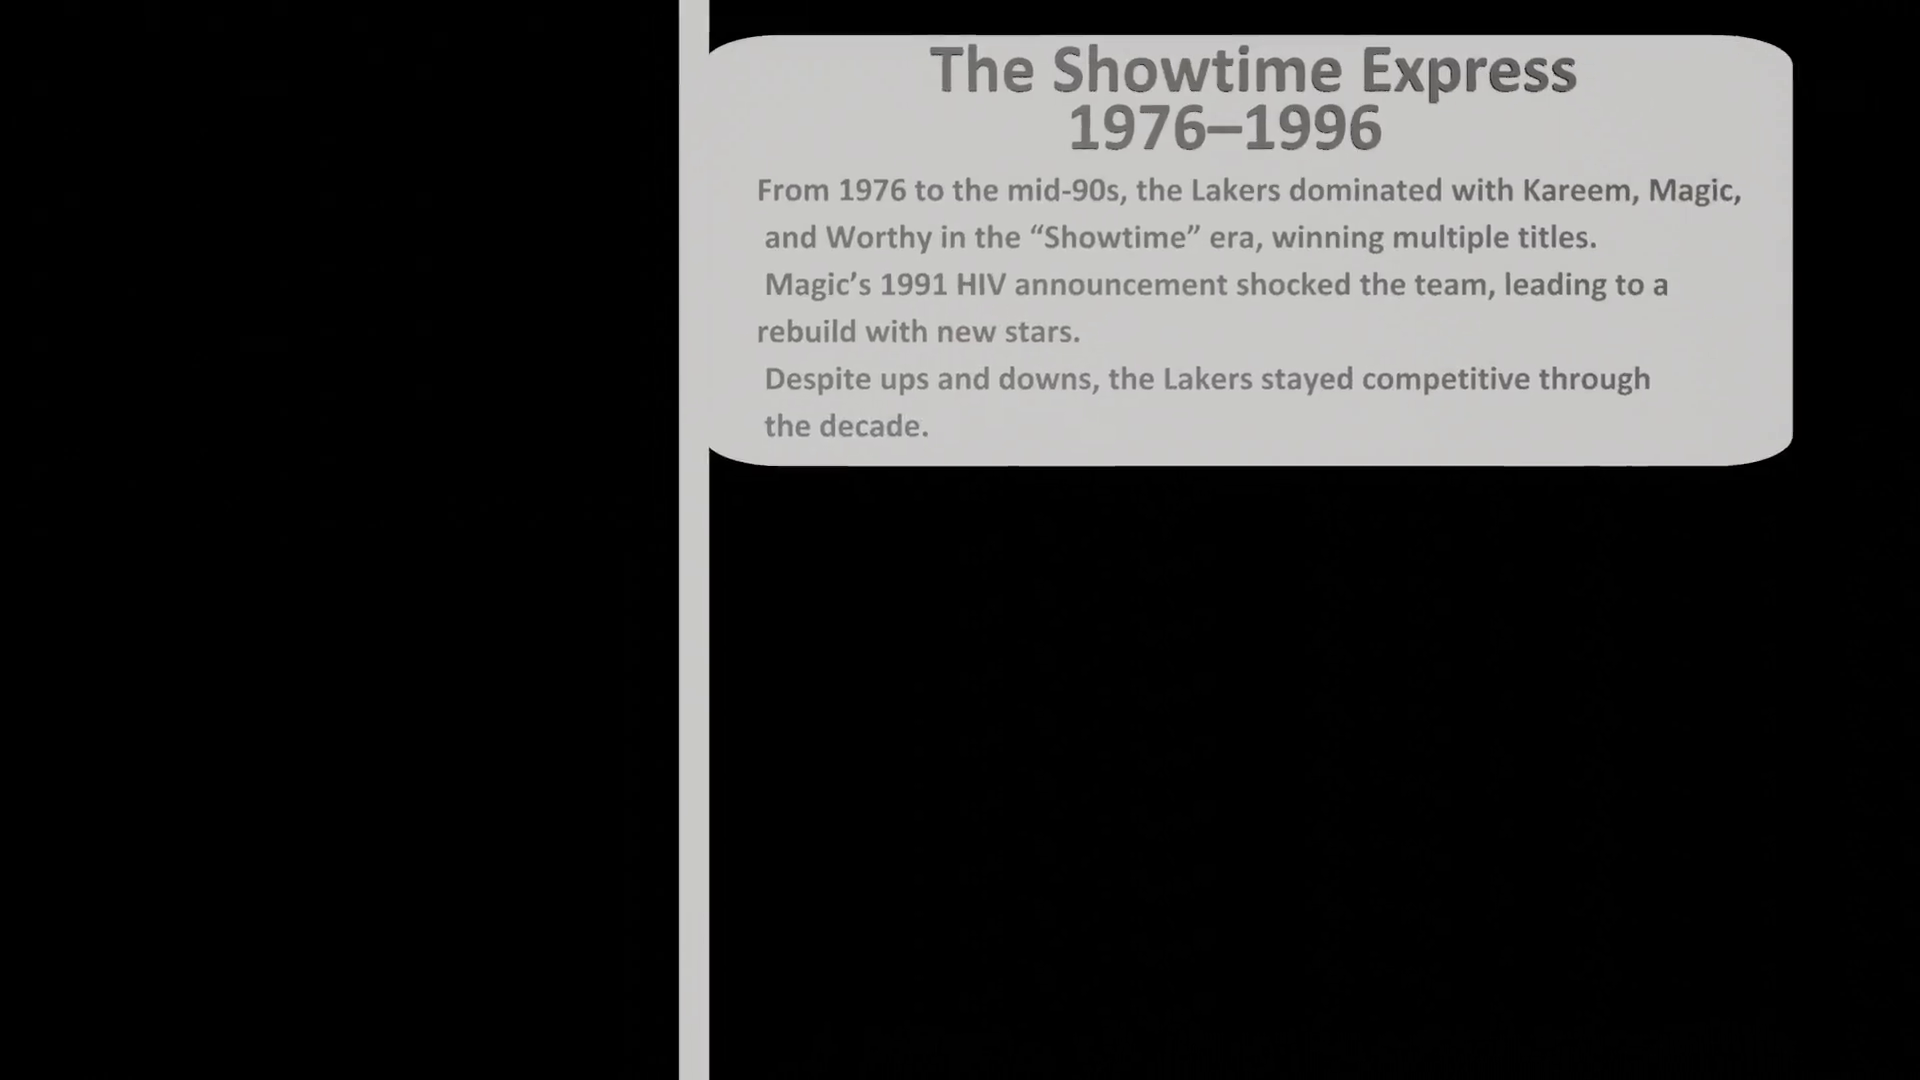 The Showtime Express
1976–1996
From 1976 to the mid-90s, the Lakers dominated with Kareem, Magic,
and Worthy in the “Showtime” era, winning multiple titles.
Magic’s 1991 HIV announcement shocked the team, leading to a
rebuild with new stars.
Despite ups and downs, the Lakers stayed competitive through
the decade.